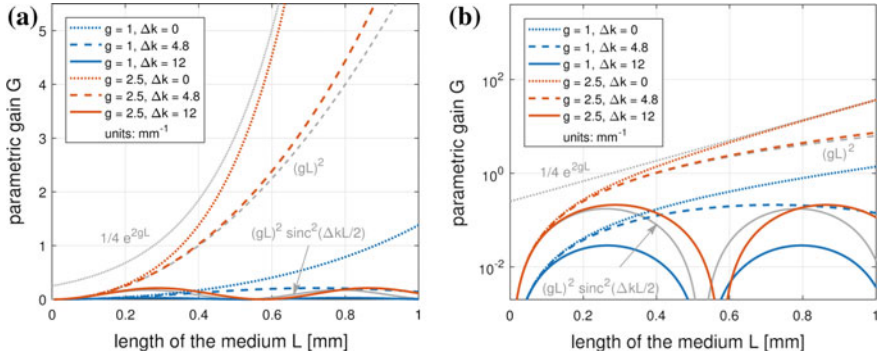 (a)
parametric gain G
5
4
3
2
1
0
g = 1, Δk = 0
g = 1, Δk = 4.8
g = 1, Δk = 12
g = 2.5, Δk = 0
g = 2.5, Δk = 4.8
g = 2.5, Δk = 12
units: mm⁻¹
(gL)²
1/4 e²ᵍᴸ
(gL)² sinc²(ΔkL/2)
0 0.2 0.4 0.6 0.8 1
length of the medium L [mm]
(b)
parametric gain G
10²
10⁰
10⁻²
g = 1, Δk = 0
g = 1, Δk = 4.8
g = 1, Δk = 12
g = 2.5, Δk = 0
g = 2.5, Δk = 4.8
g = 2.5, Δk = 12
units: mm⁻¹
1/4 e²ᵍᴸ
(gL)²
(gL)² sinc²(ΔkL/2)
0 0.2 0.4 0.6 0.8 1
length of the medium L [mm]